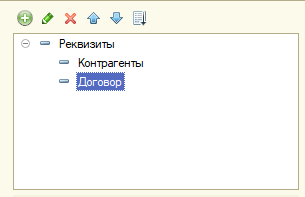 Реквизиты
Контрагенты
Договор